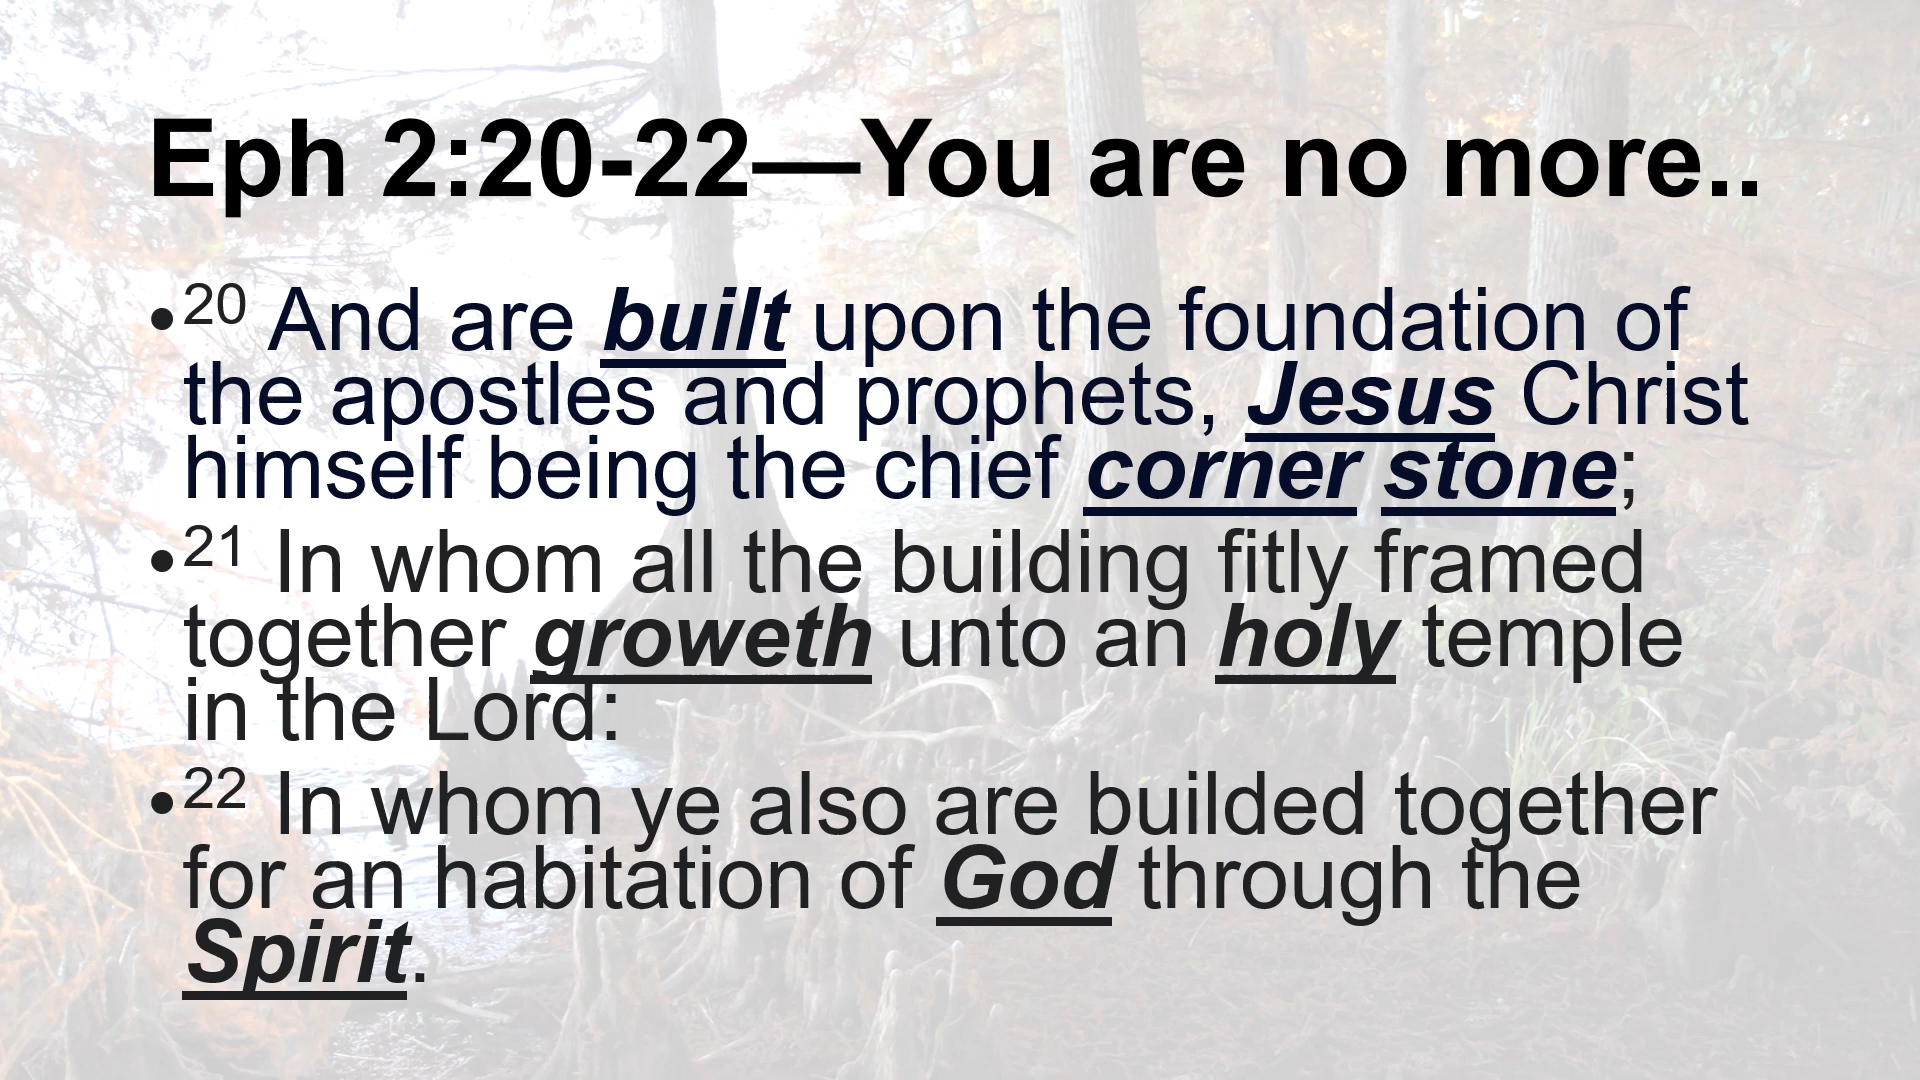 Eph 2:20-22—You are no more..
•20 And are built upon the foundation of
the apostles and prophets, Jesus Christ
himself being the chief corner stone;
•21 In whom all the building fitly framed
together groweth unto an holy temple
in the Lord:
•22 In whom ye also are builded together
for an habitation of God through the
Spirit.